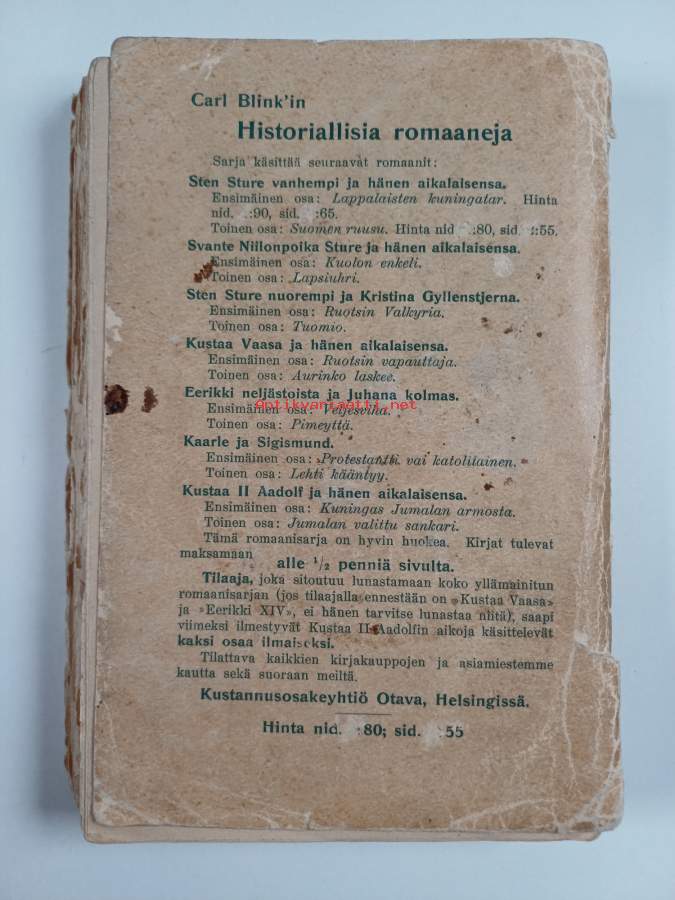 Carl Blink'in
Historiallisia romaaneja
Sarja käsittää seuraavat romaanit:
Sten Sture vanhempi ja hänen aikalaisensa.
Ensimäinen osa: Lappalaisten kuningatar. Hinta
nid. :90, sid. :65.
Toinen osa: Suomen ruusu. Hinta nid :80, sid. :55.
Svante Niilonpoika Sture ja hänen aikalaisensa.
Ensimäinen osa: Kuolon enkeli.
Toinen osa: Lapsiuhri.
Sten Sture nuorempi ja Kristina Gyllenstjerna.
Ensimäinen osa: Ruotsin Valkyria.
Toinen osa: Tuomio.
Kustaa Vaasa ja hänen aikalaisensa.
Ensimäinen osa: Ruotsin vapauttaja.
Toinen osa: Aurinko laskee.
Eerikki neljästoista ja Juhana kolmas.
antikvariaatti.net
Ensimäinen osa: Veljesviha.
Toinen osa: Pimeyttä.
Kaarle ja Sigismund.
Ensimäinen osa: Protestantti vai katolilainen.
Toinen osa: Lehti kääntyy.
Kustaa II Aadolf ja hänen aikalaisensa.
Ensimäinen osa: Kuningas Jumalan armosta.
Toinen osa: Jumalan valittu sankari.
Tämä romaanisarja on hyvin huokea. Kirjat tulevat
maksamaan
alle ½ penniä sivulta.
Tilaaja, joka sitoutuu lunastamaan koko yllämainitun
romaanisarjan (jos tilaajalla ennestään on »Kustaa Vaasa»
ja »Eerikki XIV», ei hänen tarvitse lunastaa niitä), saapi
viimeksi ilmestyvät Kustaa II Aadolfin aikoja käsittelevät
kaksi osaa ilmaiseksi.
Tilattava kaikkien kirjakauppojen ja asiamiestemme
kautta sekä suoraan meiltä.
Kustannusosakeyhtiö Otava, Helsingissä.
Hinta nid. :80; sid. :55